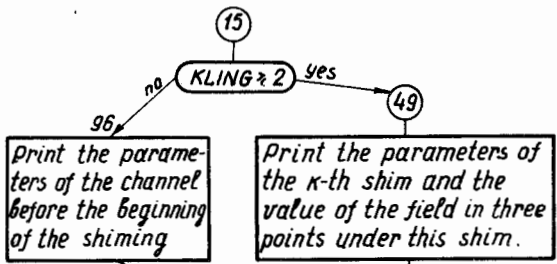 15
KLING ≥ 2
no
yes
49
96
Print the parame-
ters of the channel
before the beginning
of the shiming
Print the parameters of
the κ-th shim and the
value of the field in three
points under this shim.